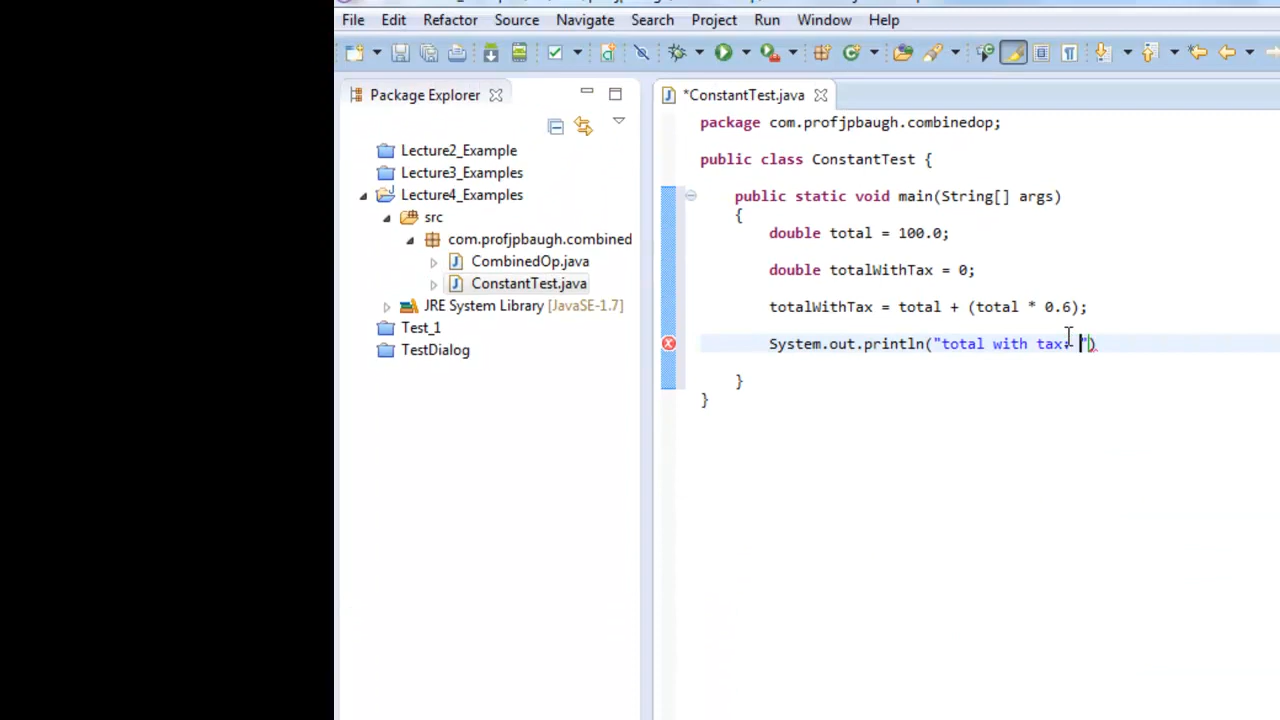 File Edit Refactor Source Navigate Search Project Run Window Help
Package Explorer
Lecture2_Example
Lecture3_Examples
Lecture4_Examples
src
com.profjpbaugh.combined
CombinedOp.java
ConstantTest.java
JRE System Library [JavaSE-1.7]
Test_1
TestDialog
*ConstantTest.java
package com.profjpbaugh.combinedop;
public class ConstantTest {
public static void main(String[] args)
{
double total = 100.0;
double totalWithTax = 0;
totalWithTax = total + (total * 0.6);
System.out.println("total with tax: ")
}
}